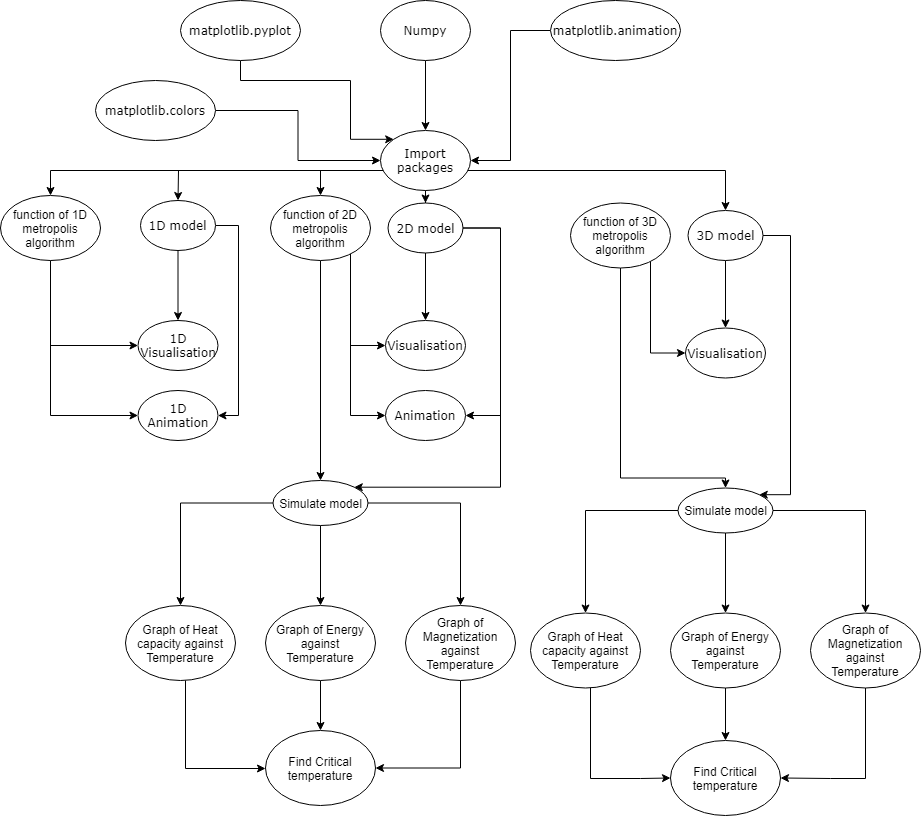 matplotlib.pyplot
Numpy
matplotlib.animation
matplotlib.colors
Import
packages
function of 1D
metropolis
algorithm
1D model
function of 2D
metropolis
algorithm
2D model
function of 3D
metropolis
algorithm
3D model
1D
Visualisation
Visualisation
Visualisation
1D
Animation
Animation
Simulate model
Simulate model
Graph of Heat
capacity against
Temperature
Graph of Energy
against
Temperature
Graph of
Magnetization
against
Temperature
Graph of Heat
capacity against
Temperature
Graph of Energy
against
Temperature
Graph of
Magnetization
against
Temperature
Find Critical
temperature
Find Critical
temperature